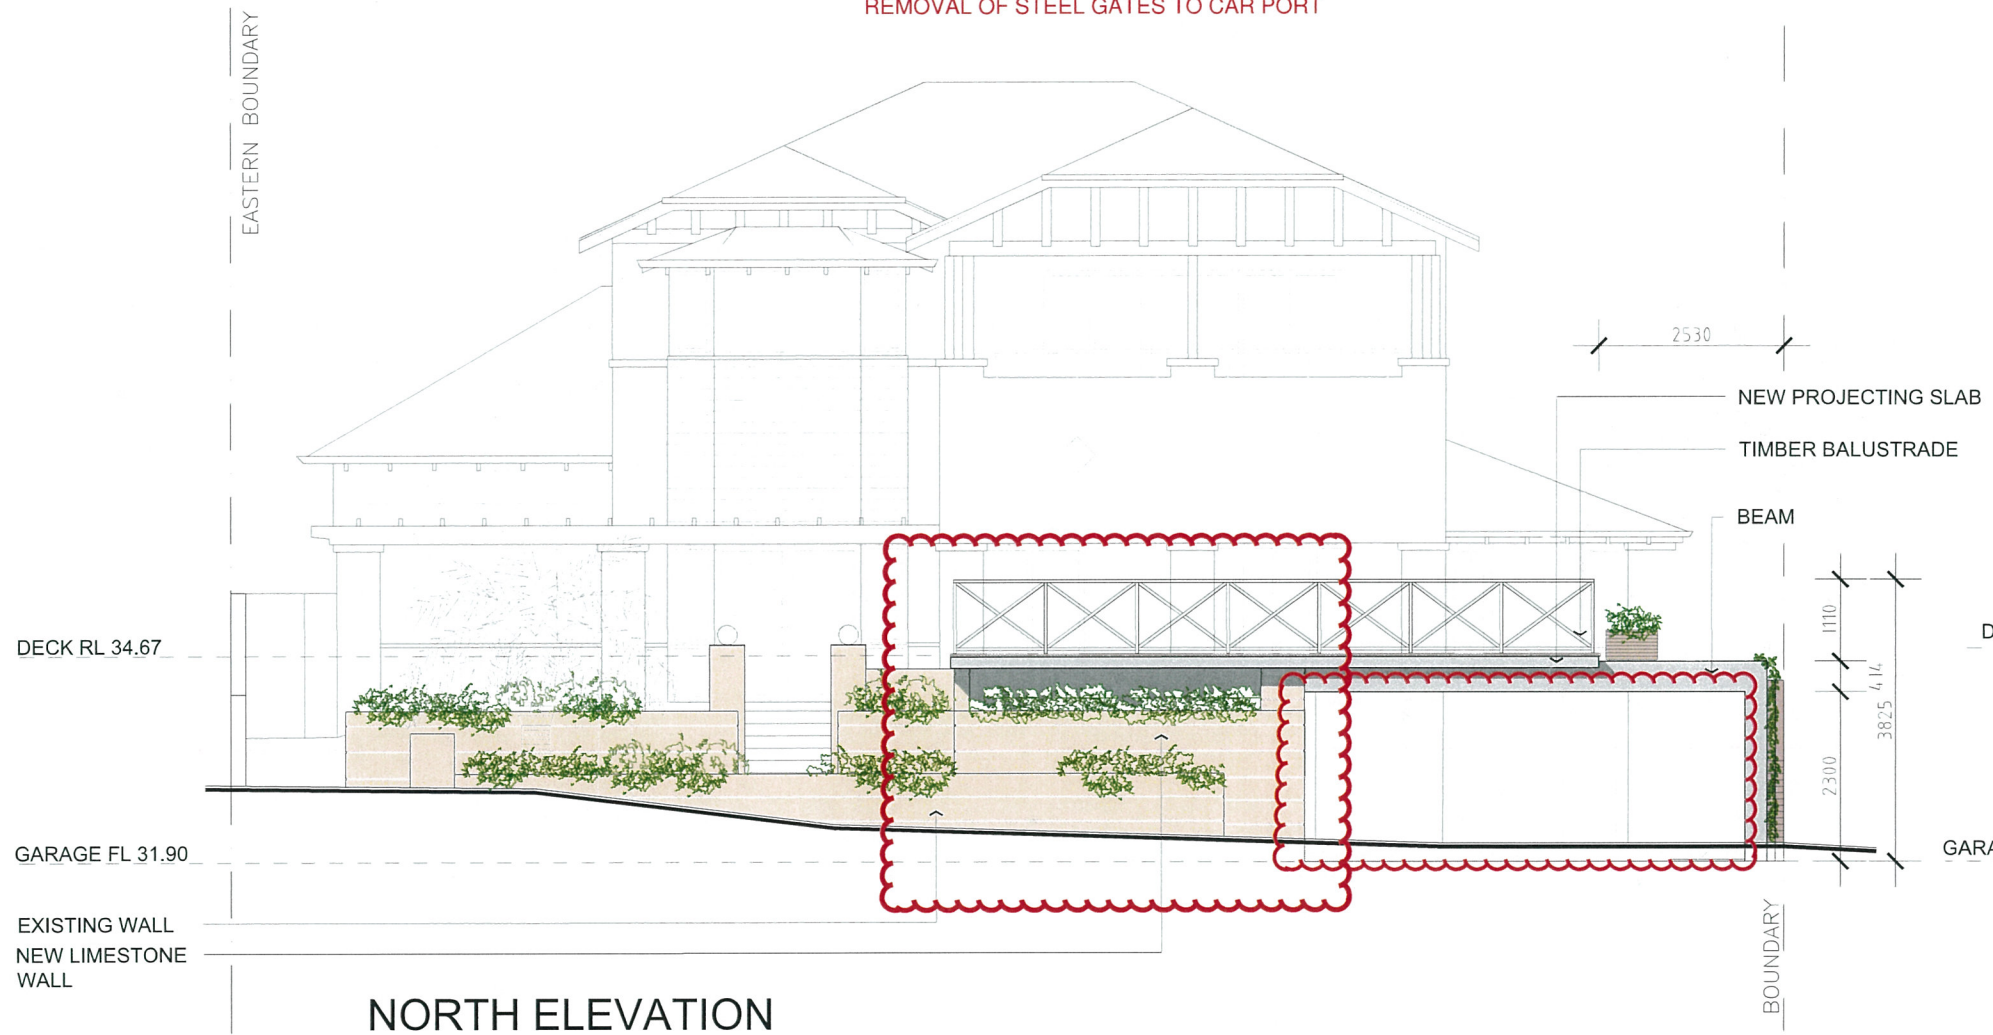 REMOVAL OF STEEL GATES TO CAR PORT
EASTERN BOUNDARY
2530
NEW PROJECTING SLAB
TIMBER BALUSTRADE
BEAM
1110
414
3825
2300
DECK RL 34.67
D
GARAGE FL 31.90
GARA
EXISTING WALL
NEW LIMESTONE
WALL
BOUNDARY
NORTH ELEVATION